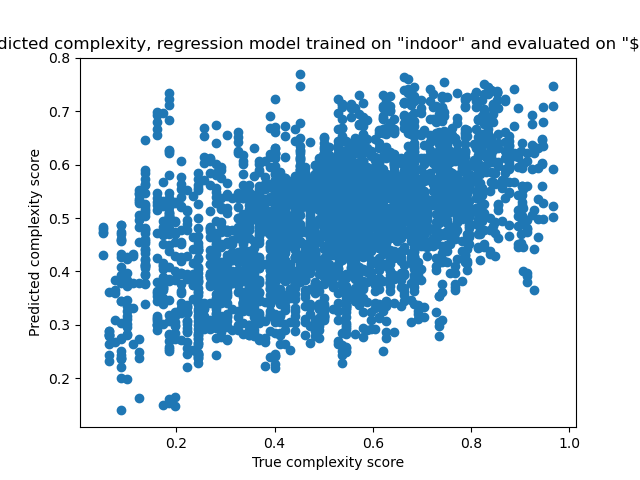 dicted complexity, regression model trained on "indoor" and evaluated on "$
0.8
0.7
0.6
0.5
0.4
0.3
0.2
Predicted complexity score
0.2 0.4 0.6 0.8 1.0
True complexity score